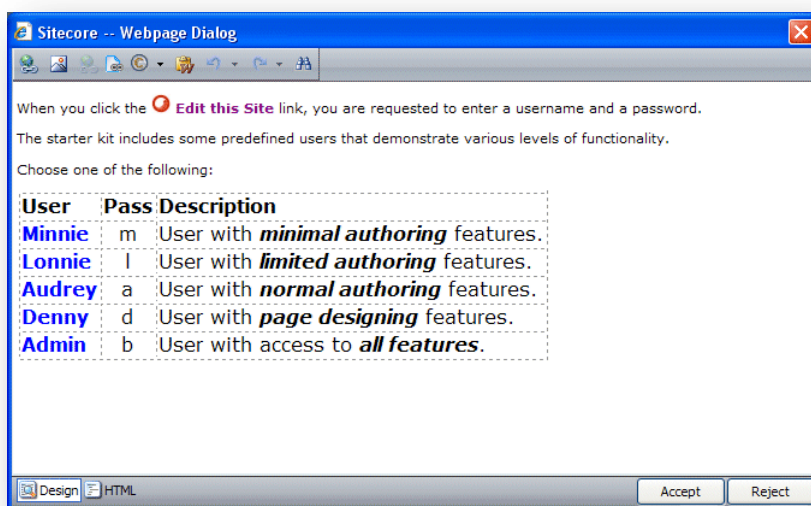 Sitecore -- Webpage Dialog
When you click the Edit this Site link, you are requested to enter a username and a password.
The starter kit includes some predefined users that demonstrate various levels of functionality.
Choose one of the following:
User Pass Description
Minnie m User with minimal authoring features.
Lonnie l User with limited authoring features.
Audrey a User with normal authoring features.
Denny d User with page designing features.
Admin b User with access to all features.
Design HTML Accept Reject